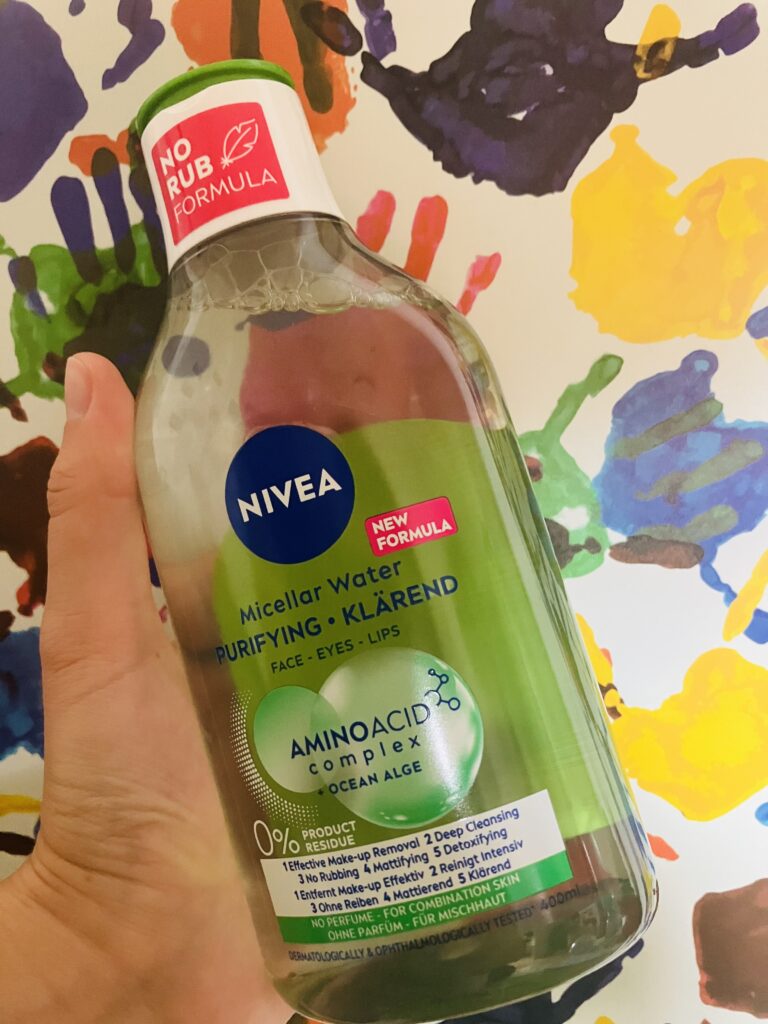 NO
RUB
FORMULA
NIVEA
NEW
FORMULA
Micellar Water
PURIFYING • KLÄREND
FACE - EYES - LIPS
AMINOACID
complex
+ OCEAN ALGE
0% PRODUCT
RESIDUE
1 Effective Make-up Removal 2 Deep Cleansing
3 No Rubbing 4 Mattifying 5 Detoxifying
1 Entfernt Make-up Effektiv 2 Reinigt Intensiv
3 Ohne Reiben 4 Mattierend 5 Klärend
NO PERFUME - FOR COMBINATION SKIN
OHNE PARFÜM - FÜR MISCHHAUT
DERMATOLOGICALLY & OPHTHALMOLOGICALLY TESTED* 400ml